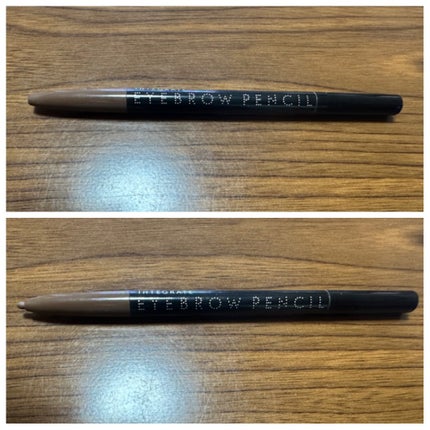 INTEGRATE
EYEBROW PENCIL
INTEGRATE
EYEBROW PENCIL